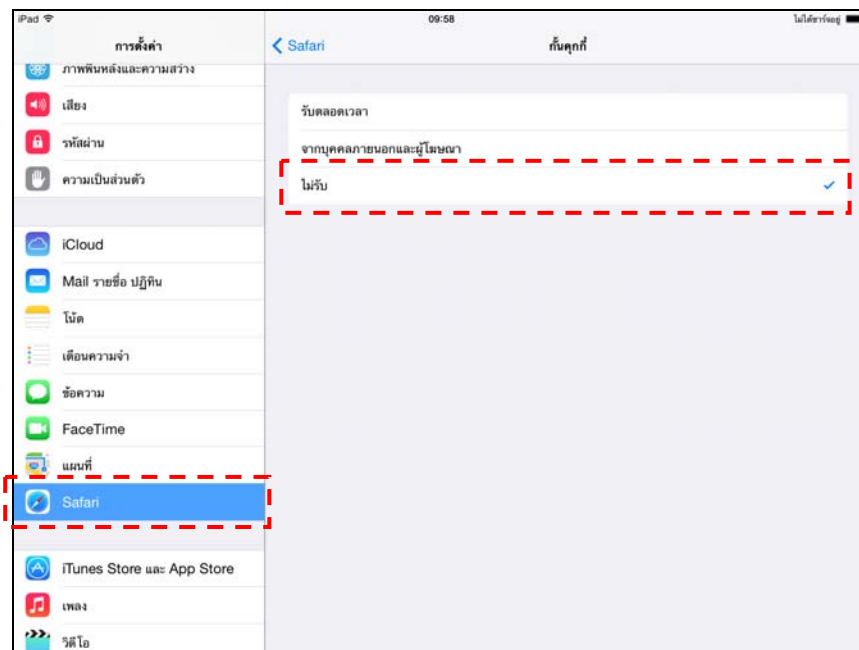 iPad
09:58
ไม่ได้ชาร์จอยู่
การตั้งค่า
Safari
กั้นคุกกี้
ภาพพื้นหลังและความสว่าง
เสียง
รหัสผ่าน
ความเป็นส่วนตัว
iCloud
Mail รายชื่อ ปฏิทิน
โน้ต
เตือนความจำ
ข้อความ
FaceTime
แผนที่
Safari
iTunes Store และ App Store
เพลง
วิดีโอ
รับตลอดเวลา
จากบุคคลภายนอกและผู้โฆษณา
ไม่รับ